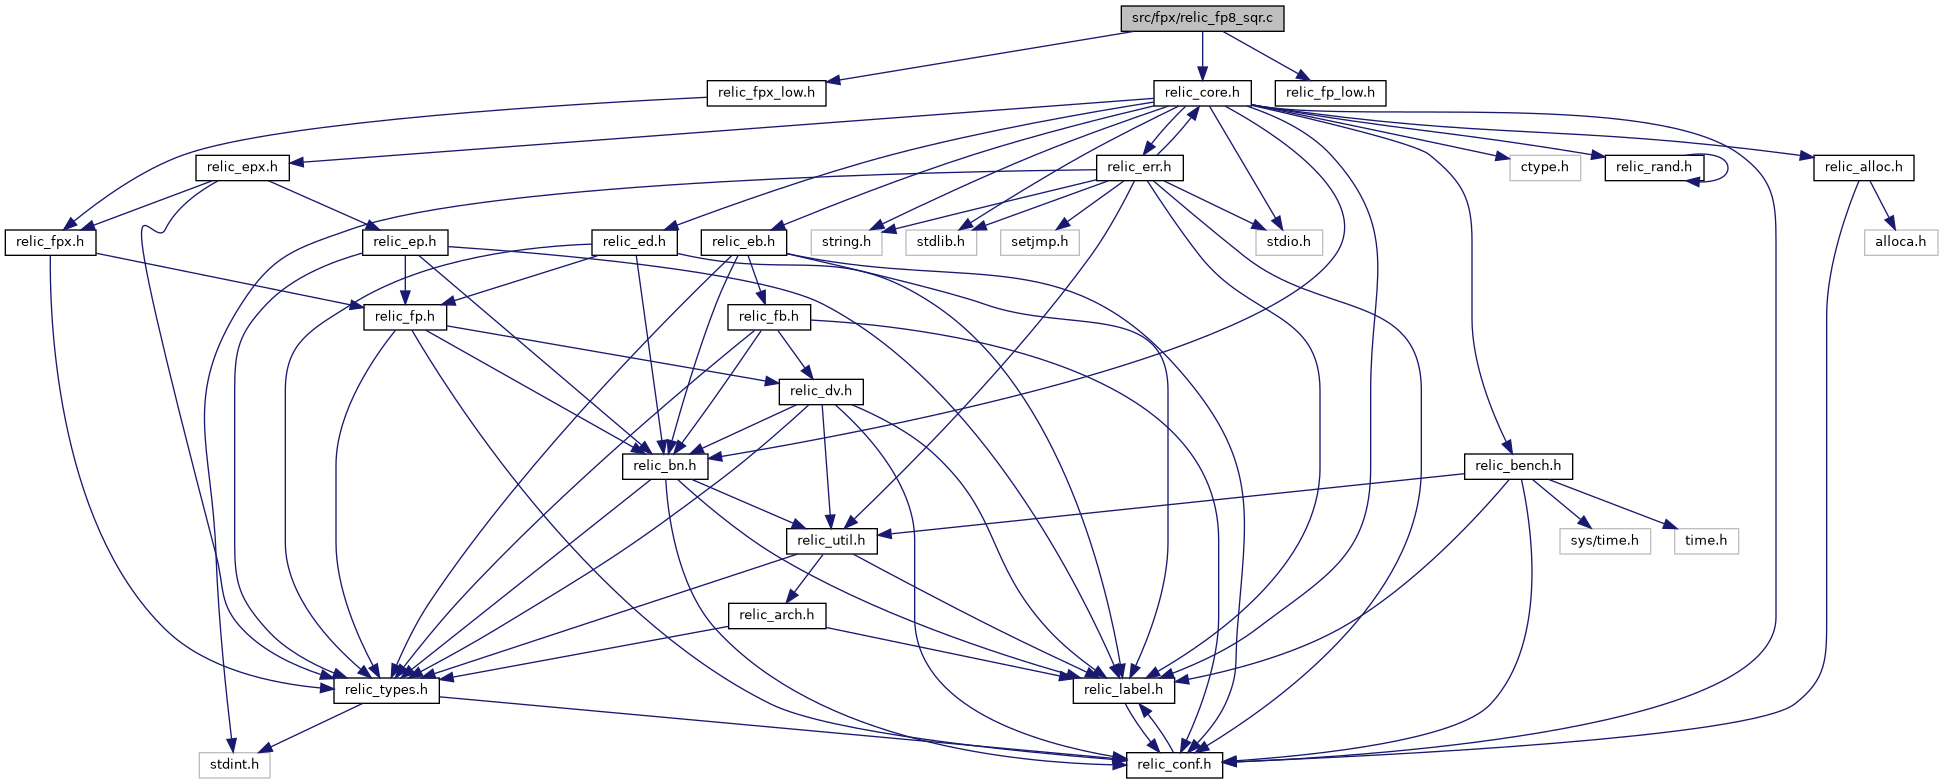 src/fpx/relic_fp8_sqr.c
relic_fpx_low.h
relic_core.h
relic_fp_low.h
relic_epx.h
relic_err.h
ctype.h
relic_rand.h
relic_alloc.h
relic_fpx.h
relic_ep.h
relic_ed.h
relic_eb.h
string.h
stdlib.h
setjmp.h
stdio.h
alloca.h
relic_fp.h
relic_fb.h
relic_dv.h
relic_bn.h
relic_bench.h
relic_util.h
sys/time.h
time.h
relic_arch.h
relic_types.h
relic_label.h
stdint.h
relic_conf.h